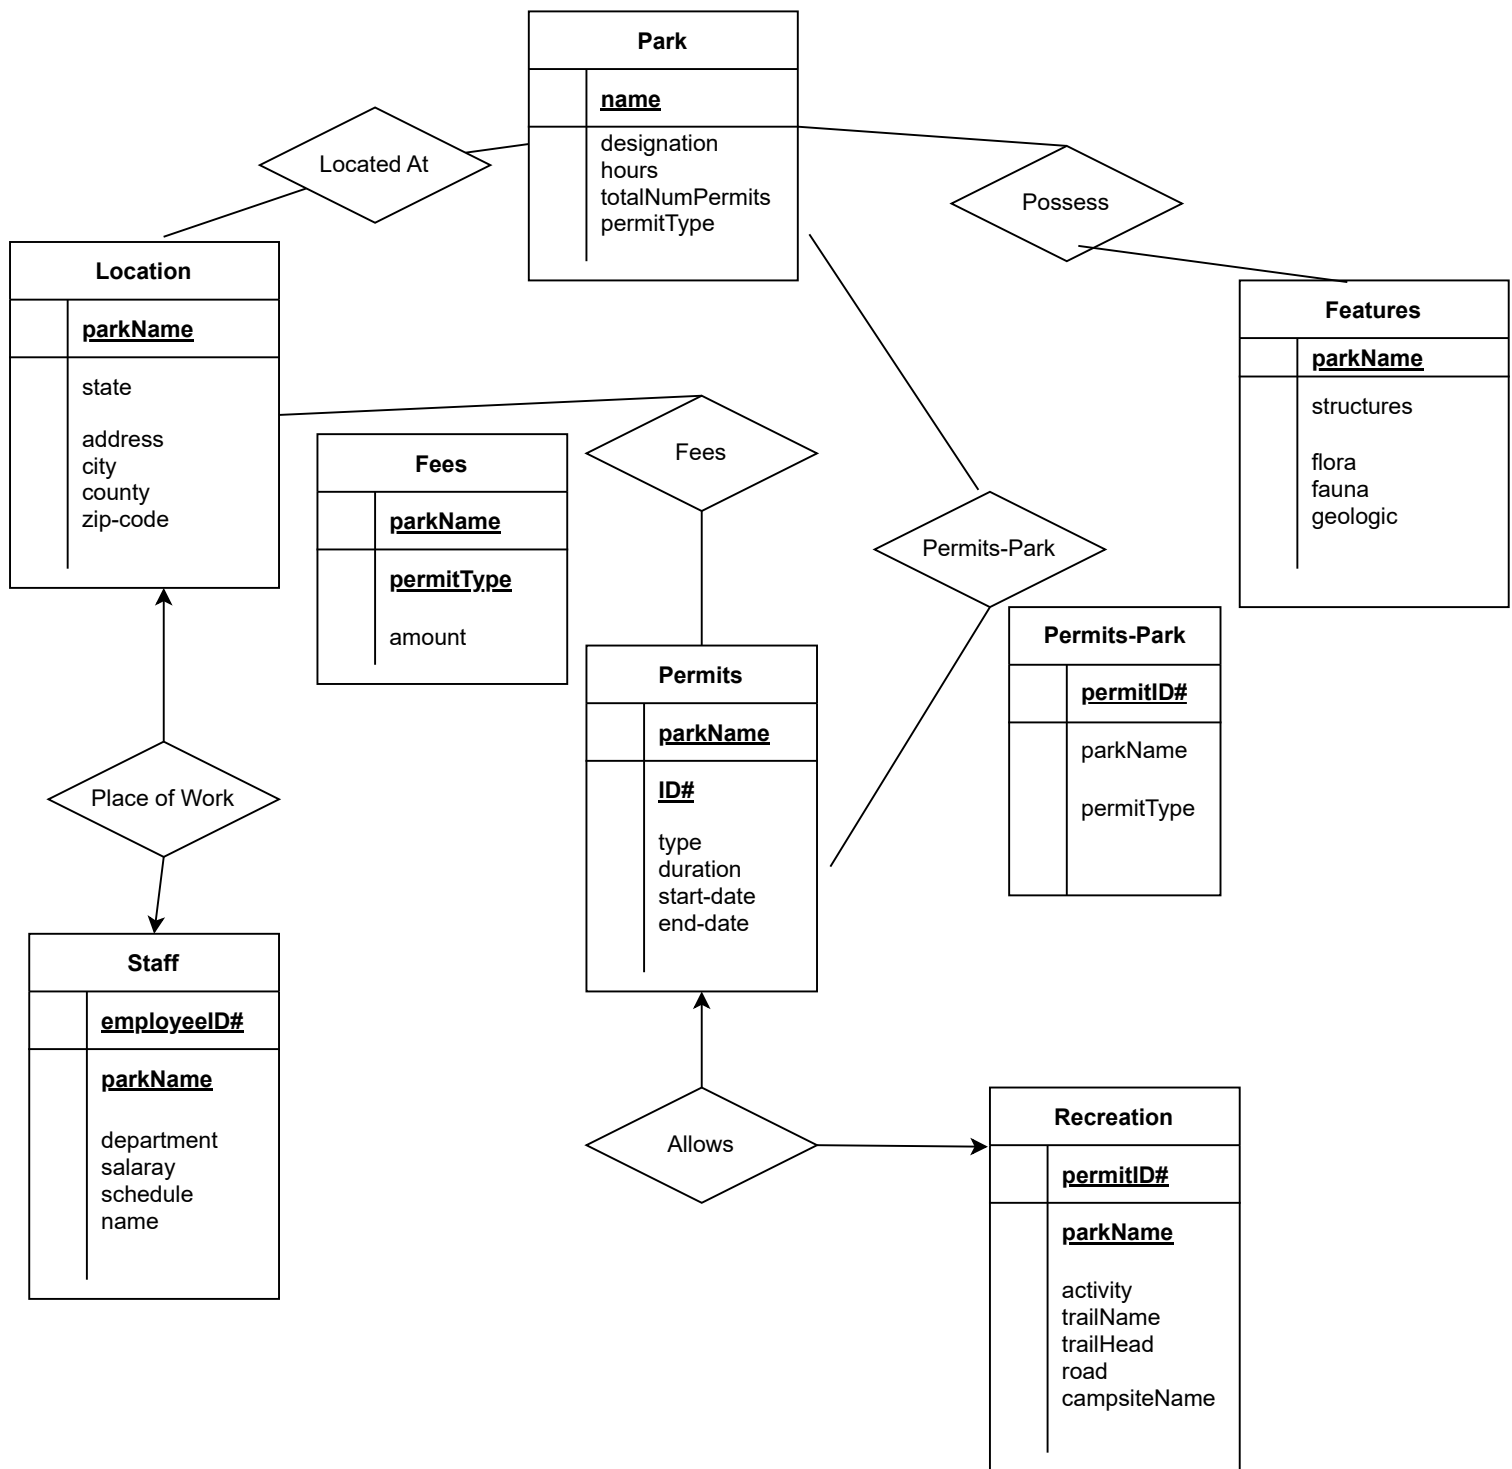 Park
name
designation
hours
totalNumPermits
permitType
Located At
Possess
Location
parkName
state
address
city
county
zip-code
Features
parkName
structures
flora
fauna
geologic
Fees
parkName
permitType
amount
Fees
Permits-Park
Permits-Park
permitID#
parkName
permitType
Permits
parkName
ID#
type
duration
start-date
end-date
Place of Work
Staff
employeeID#
parkName
department
salaray
schedule
name
Allows
Recreation
permitID#
parkName
activity
trailName
trailHead
road
campsiteName